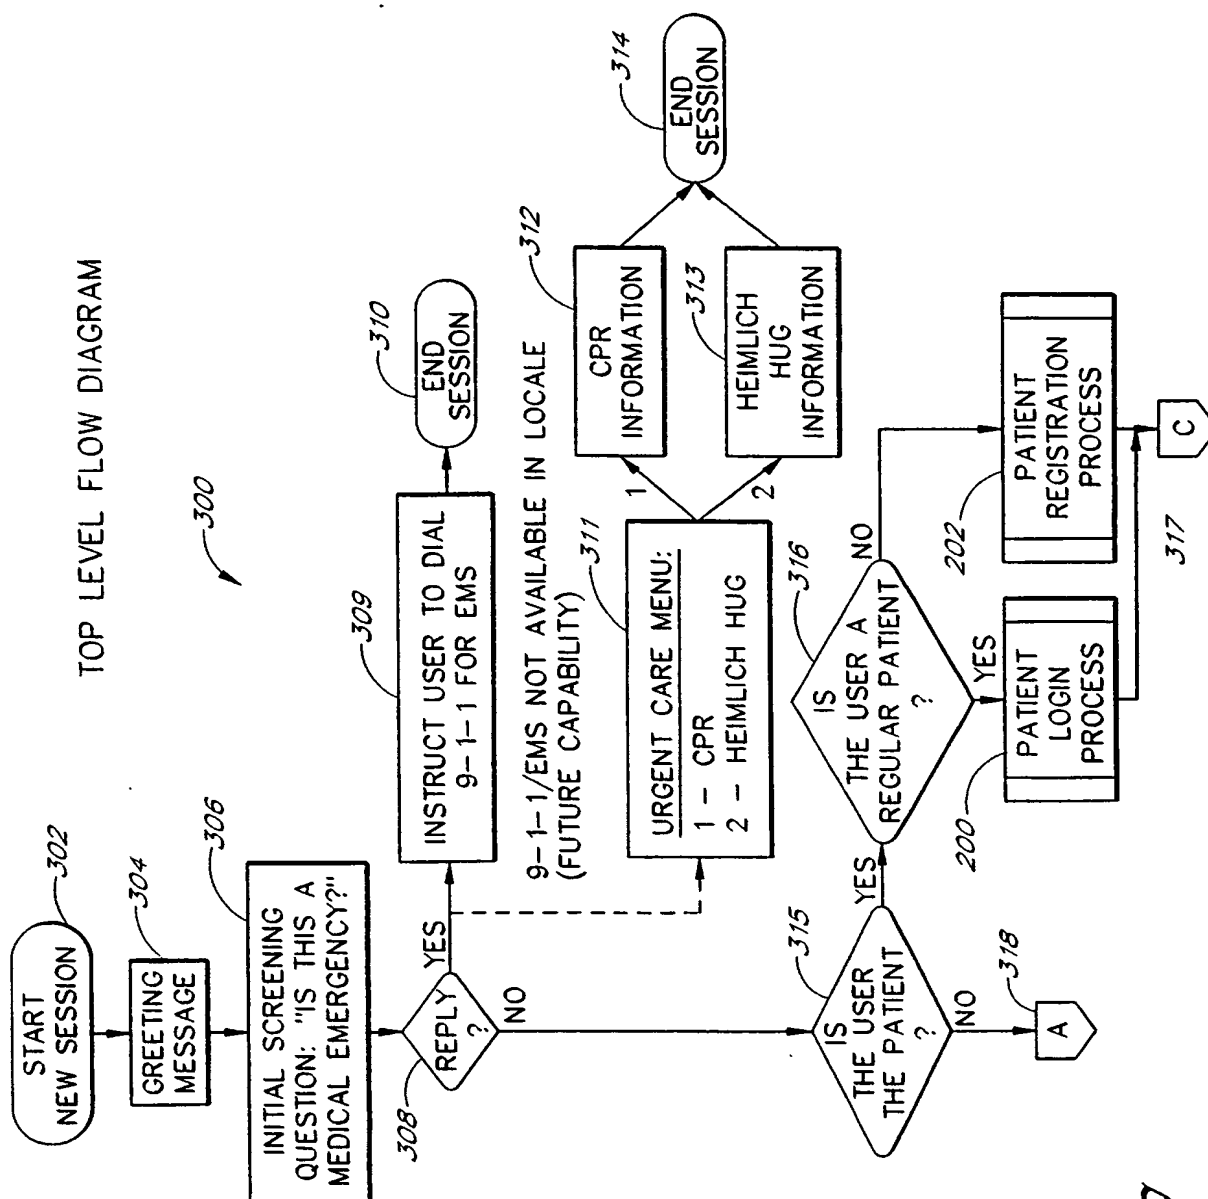 TOP LEVEL FLOW DIAGRAM
300
302
START
NEW SESSION
304
GREETING
MESSAGE
306
INITIAL SCREENING
QUESTION: "IS THIS A
MEDICAL EMERGENCY?"
308
REPLY
?
YES
NO
309
INSTRUCT USER TO DIAL
9-1-1 FOR EMS
310
END
SESSION
9-1-1/EMS NOT AVAILABLE IN LOCALE
(FUTURE CAPABILITY)
311
URGENT CARE MENU:
1 - CPR
2 - HEIMLICH HUG
1
2
312
CPR
INFORMATION
313
HEIMLICH
HUG
INFORMATION
314
END
SESSION
315
IS
THE USER
THE PATIENT
?
YES
NO
318
A
316
IS
THE USER A
REGULAR PATIENT
?
NO
YES
200
PATIENT
LOGIN
PROCESS
202
PATIENT
REGISTRATION
PROCESS
317
C